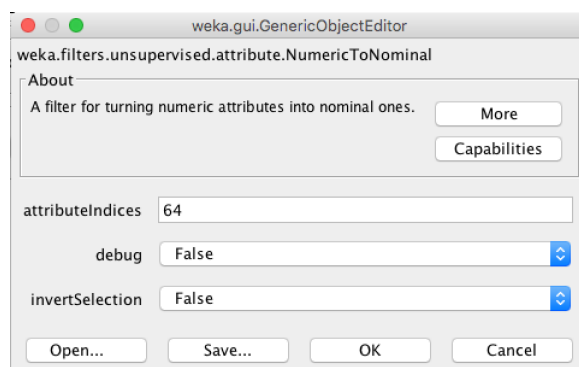 weka.gui.GenericObjectEditor
weka.filters.unsupervised.attribute.NumericToNominal
About
A filter for turning numeric attributes into nominal ones.
More
Capabilities
attributeIndices 64
debug False
invertSelection False
Open... Save... OK Cancel